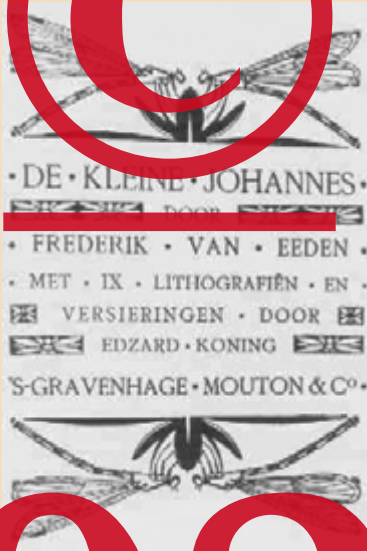 · DE · KLEINE · JOHANNES ·
DOOR
· FREDERIK · VAN · EEDEN ·
· MET · IX · LITHOGRAFIËN · EN ·
VERSIERINGEN · DOOR
EDZARD · KONING
'S-GRAVENHAGE · MOUTON & Cº ·